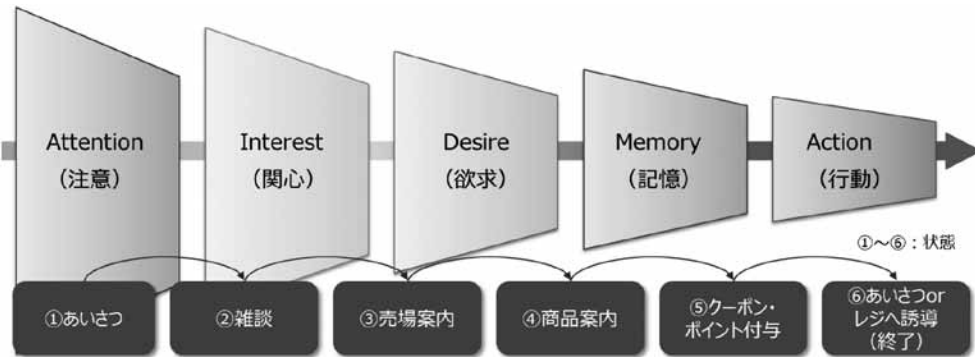 Attention
（注意）
Interest
（関心）
Desire
（欲求）
Memory
（記憶）
Action
（行動）
①～⑥：状態
①あいさつ
②雑談
③売場案内
④商品案内
⑤クーポン・
ポイント付与
⑥あいさつor
レジへ誘導
（終了）